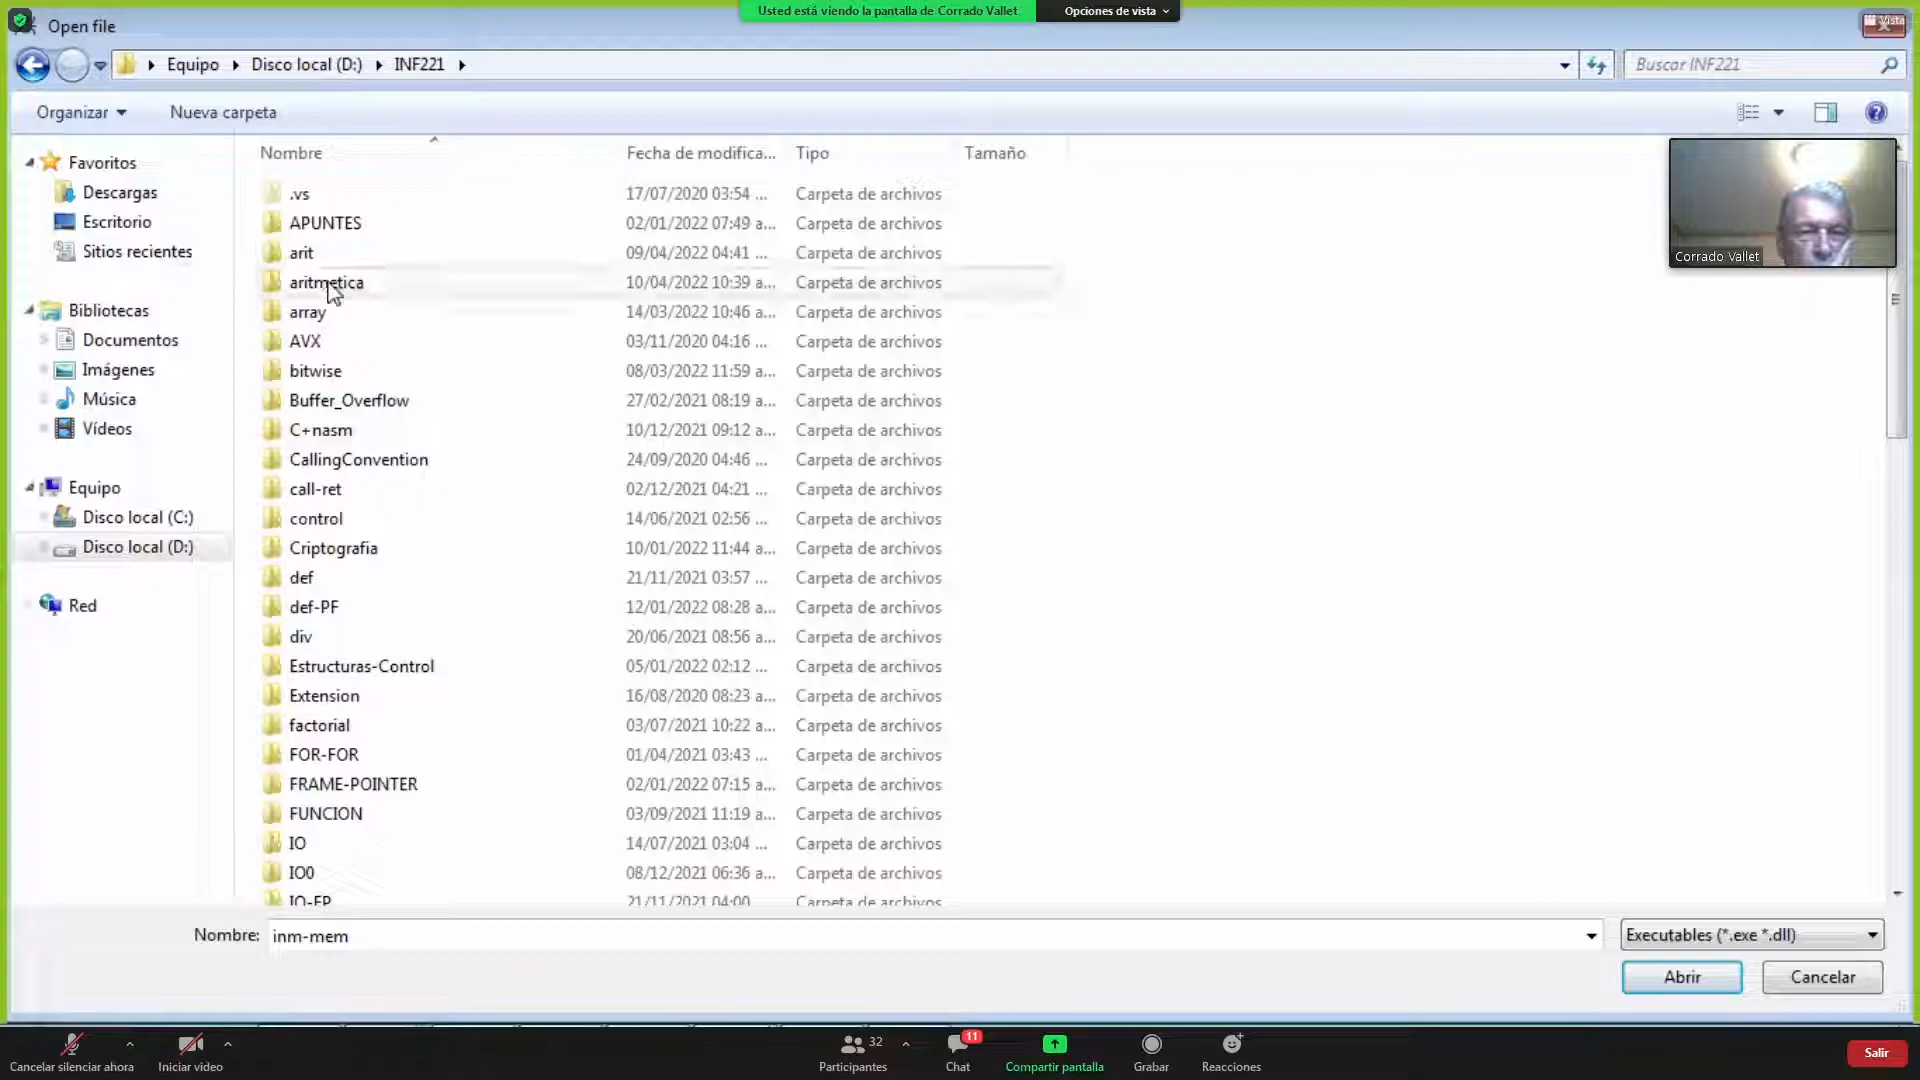 Usted está viendo la pantalla de Corrado Vallet
Opciones de vista
Open file
Vista
Equipo
Disco local (D:)
INF221
Buscar INF221
Organizar
Nueva carpeta
Nombre
Fecha de modifica...
Tipo
Tamaño
Favoritos
Descargas
Escritorio
Sitios recientes
Bibliotecas
Documentos
Imágenes
Música
Vídeos
Equipo
Disco local (C:)
Disco local (D:)
Red
.vs 17/07/2020 03:54 ... Carpeta de archivos
APUNTES 02/01/2022 07:49 a... Carpeta de archivos
arit 09/04/2022 04:41 ... Carpeta de archivos
aritmetica 10/04/2022 10:39 a... Carpeta de archivos
array 14/03/2022 10:46 a... Carpeta de archivos
AVX 03/11/2020 04:16 ... Carpeta de archivos
bitwise 08/03/2022 11:59 a... Carpeta de archivos
Buffer_Overflow 27/02/2021 08:19 a... Carpeta de archivos
C+nasm 10/12/2021 09:12 a... Carpeta de archivos
CallingConvention 24/09/2020 04:46 ... Carpeta de archivos
call-ret 02/12/2021 04:21 ... Carpeta de archivos
control 14/06/2021 02:56 ... Carpeta de archivos
Criptografia 10/01/2022 11:44 a... Carpeta de archivos
def 21/11/2021 03:57 ... Carpeta de archivos
def-PF 12/01/2022 08:28 a... Carpeta de archivos
div 20/06/2021 08:56 a... Carpeta de archivos
Estructuras-Control 05/01/2022 02:12 ... Carpeta de archivos
Extension 16/08/2020 08:23 a... Carpeta de archivos
factorial 03/07/2021 10:22 a... Carpeta de archivos
FOR-FOR 01/04/2021 03:43 ... Carpeta de archivos
FRAME-POINTER 02/01/2022 07:15 a... Carpeta de archivos
FUNCION 03/09/2021 11:19 a... Carpeta de archivos
IO 14/07/2021 03:04 ... Carpeta de archivos
IO0 08/12/2021 06:36 a... Carpeta de archivos
IO-FP 21/11/2021 04:00 ... Carpeta de archivos
Corrado Vallet
Nombre: inm-mem
Executables (*.exe *.dll)
Abrir
Cancelar
Cancelar silenciar ahora
Iniciar video
32
Participantes
11
Chat
Compartir pantalla
Grabar
Reacciones
Salir